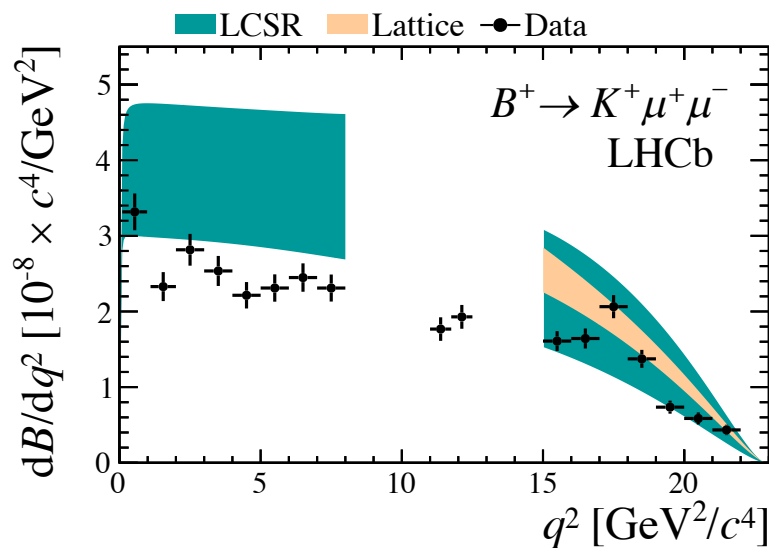 LCSR Lattice Data
B⁺ → K⁺ μ⁺ μ⁻
LHCb
dB/dq² [10⁻⁸ × c⁴/GeV²]
5
4
3
2
1
0
0 5 10 15 20
q² [GeV²/c⁴]